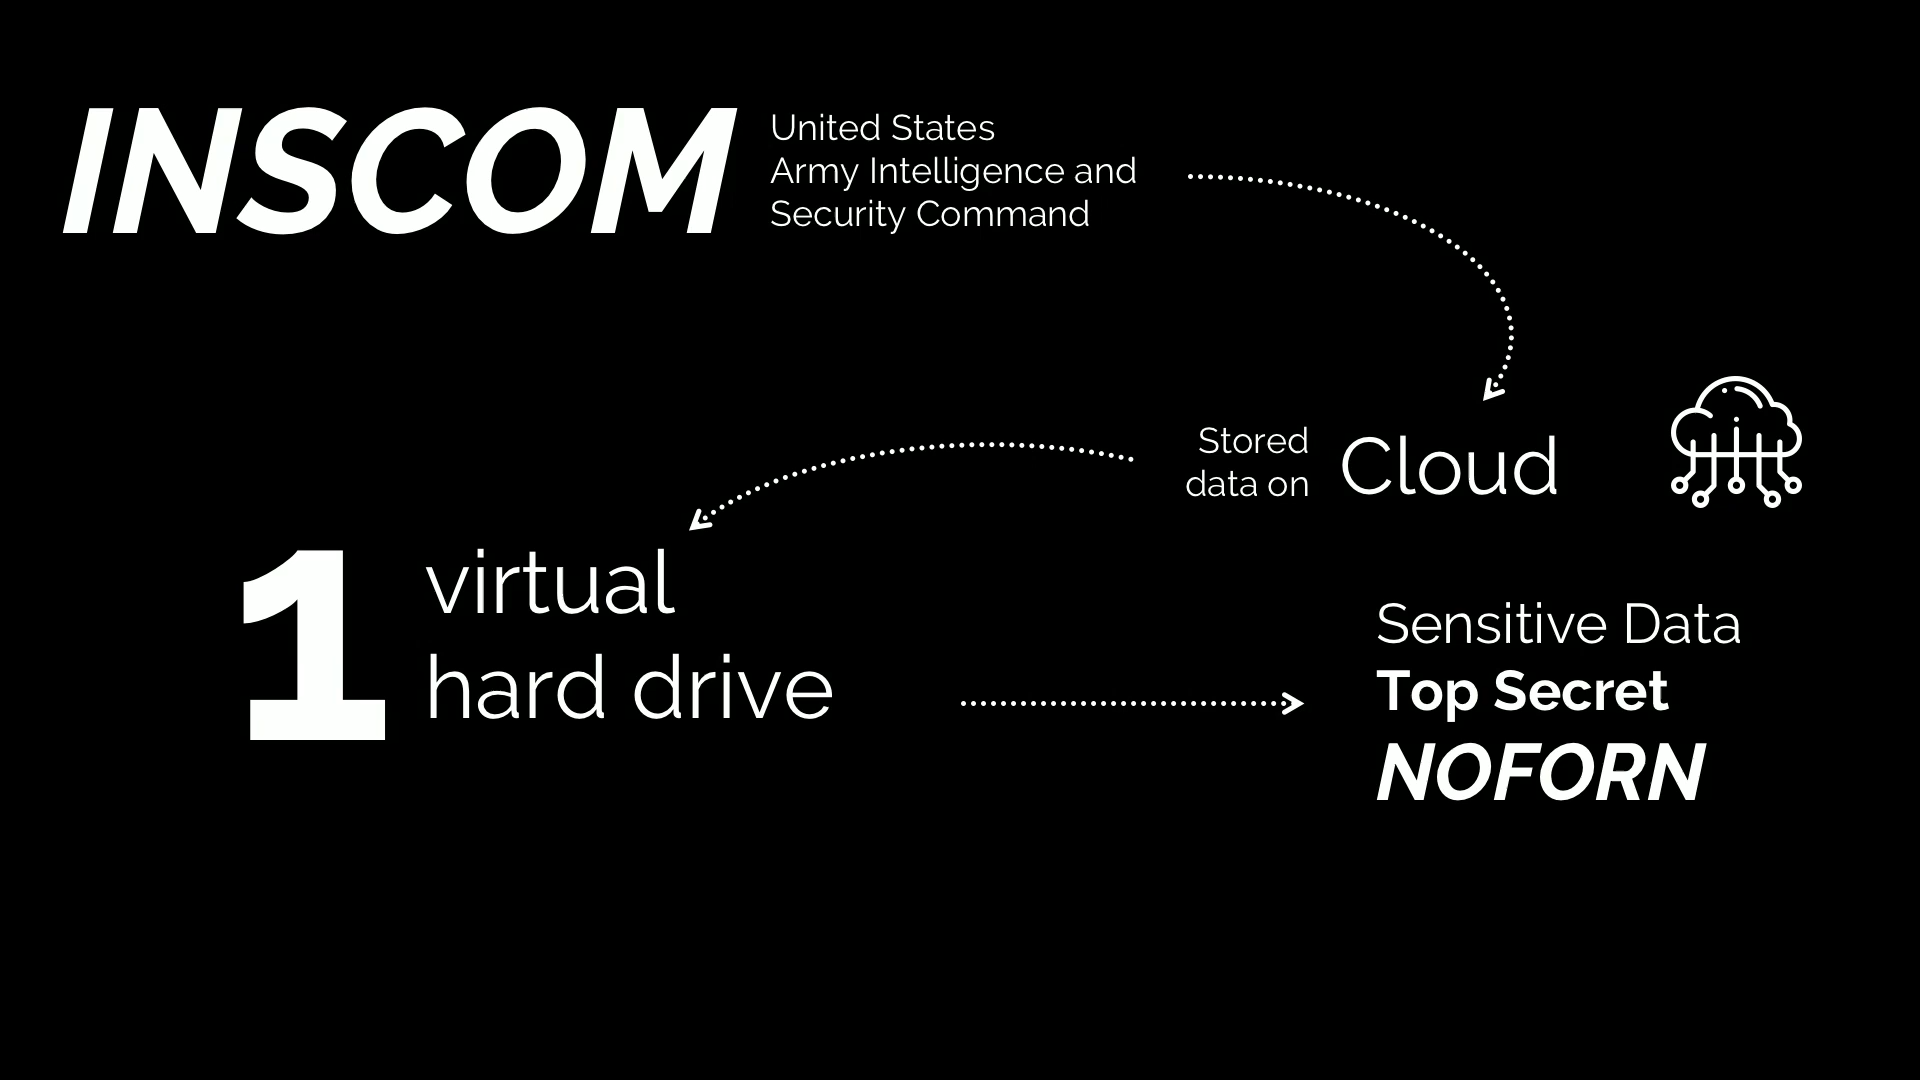 INSCOM
United States
Army Intelligence and
Security Command
Stored
data on
Cloud
1
virtual
hard drive
Sensitive Data
Top Secret
NOFORN